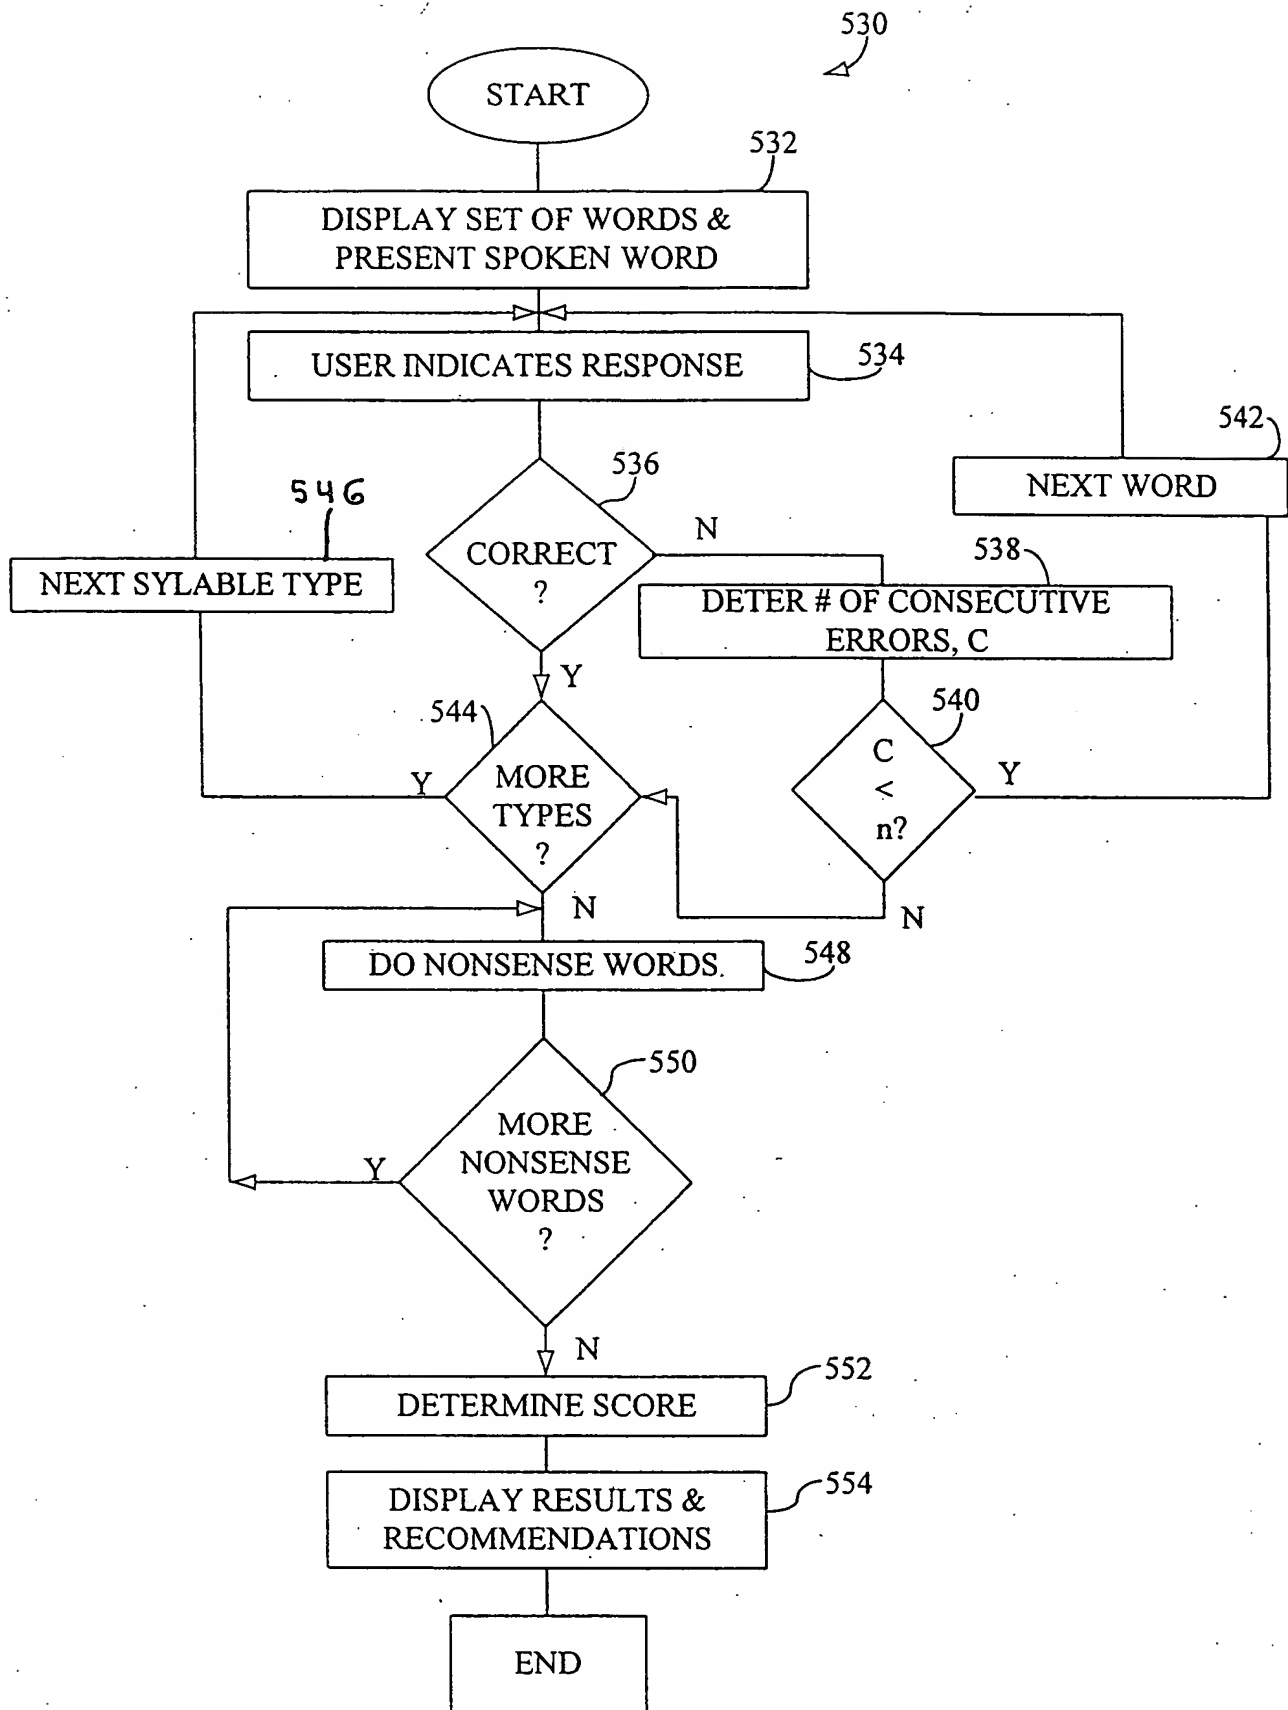 530
START
532
DISPLAY SET OF WORDS &
PRESENT SPOKEN WORD
USER INDICATES RESPONSE
534
542
NEXT WORD
536
CORRECT
?
N
Y
546
NEXT SYLABLE TYPE
538
DETER # OF CONSECUTIVE
ERRORS, C
540
C
<
n?
Y
N
544
MORE
TYPES
?
Y
N
DO NONSENSE WORDS.
548
550
MORE
NONSENSE
WORDS
?
Y
N
DETERMINE SCORE
552
DISPLAY RESULTS &
RECOMMENDATIONS
554
END